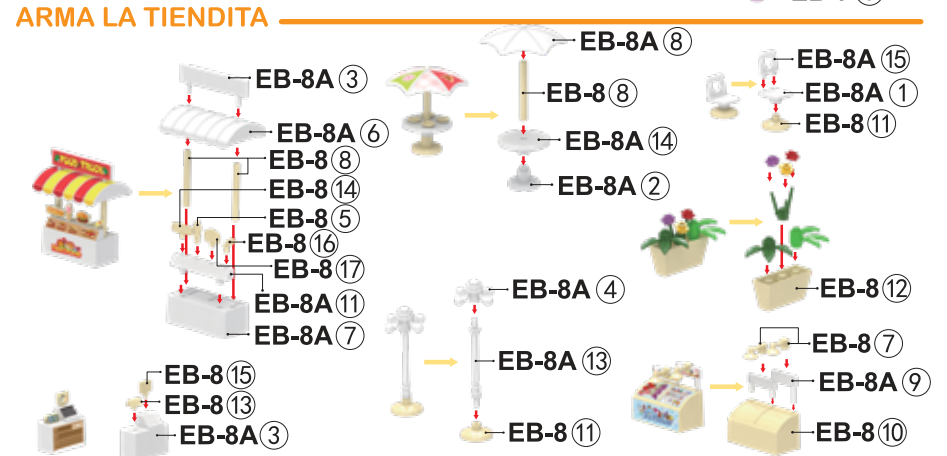 ARMA LA TIENDITA
EB-8A ③
EB-8A ⑥
EB-8 ⑧
EB-8 ⑭
EB-8 ⑤
EB-8 ⑯
EB-8 ⑰
EB-8A ⑪
EB-8A ⑦
FOOD TRUCK
EB-8A ⑧
EB-8 ⑧
EB-8A ⑭
EB-8A ②
EB-8A ⑮
EB-8A ①
EB-8 ⑪
EB-8 ⑫
EB-8 ⑮
EB-8 ⑬
EB-8A ③
EB-8A ④
EB-8A ⑬
EB-8 ⑪
EB-8 ⑦
EB-8A ⑨
EB-8 ⑩